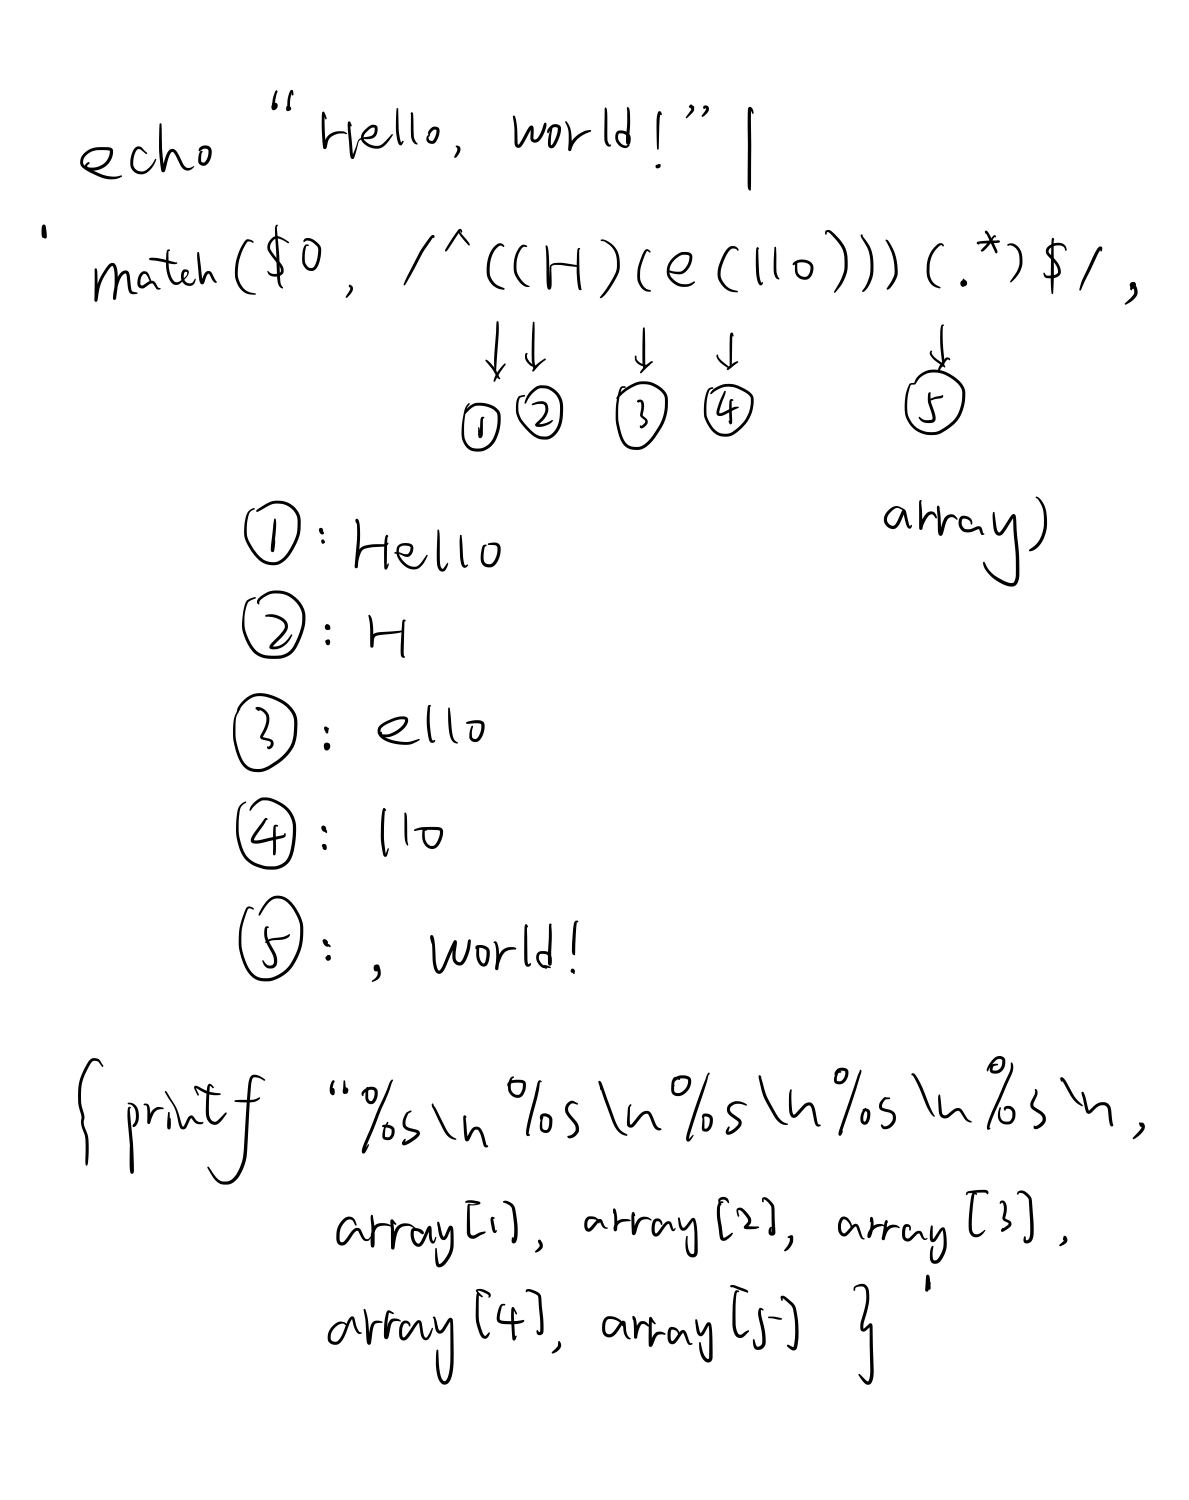 echo “Hello, world!” |
' match($0, /^((H)(e(llo)))(.*)$/,
↓ ↓ ↓ ↓ ↓
① ② ③ ④ ⑤
array)
①: Hello
②: H
③: ello
④: llo
⑤: , world!
{ printf “%s\n %s\n%s\n%s\n%s\n,
array[1], array[2], array[3],
array[4], array[5] } '